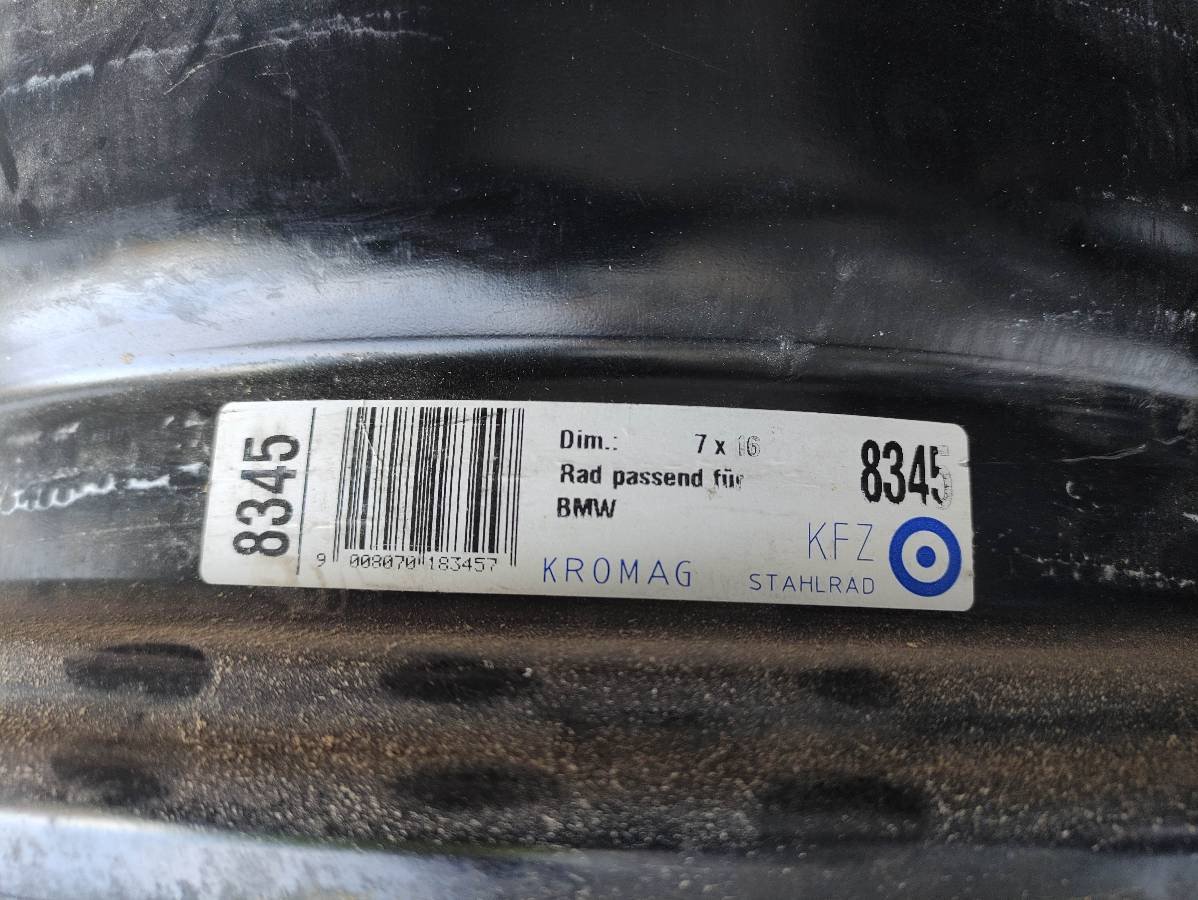 8345
9 008070 183457
Dim.: 7 x 16
Rad passend für
BMW
KROMAG
8345
KFZ
STAHLRAD